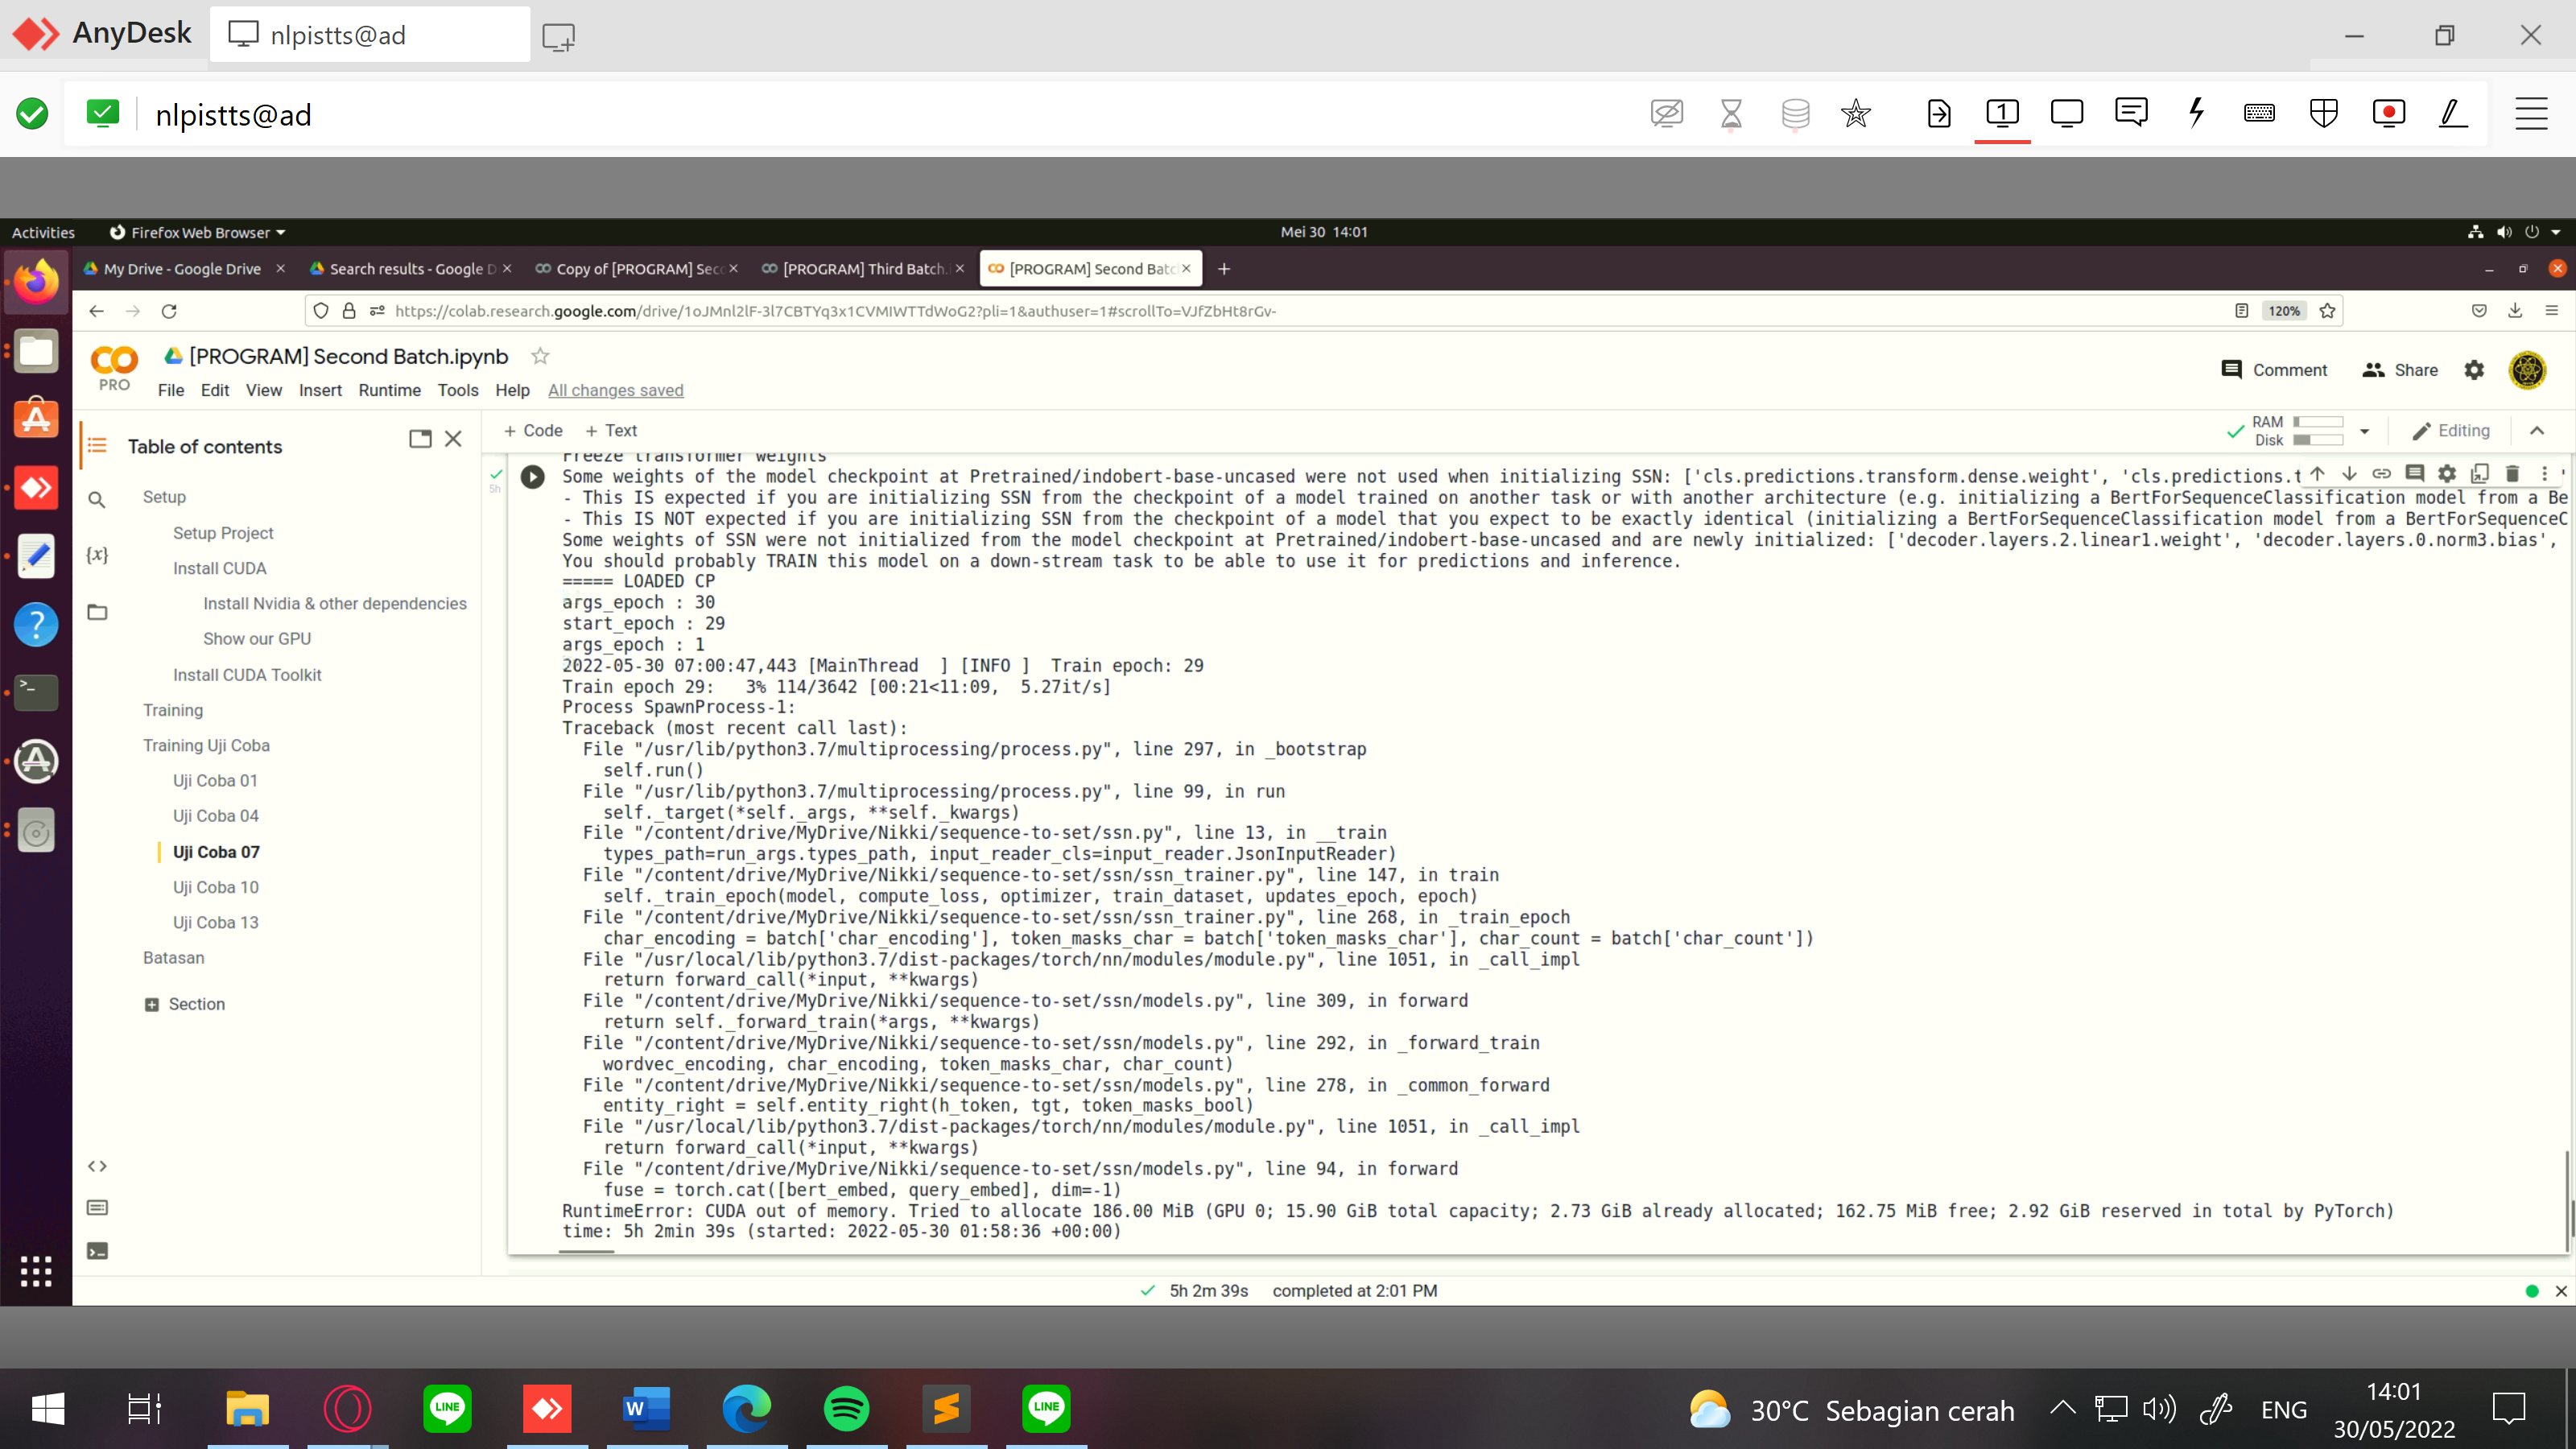 AnyDesk
nlpistts@ad
nlpistts@ad
1
Activities
Firefox Web Browser
Mei 30 14:01
My Drive - Google Drive
Search results - Google D
Copy of [PROGRAM] Sec
[PROGRAM] Third Batch.
[PROGRAM] Second Batc
https://colab.research.google.com/drive/1oJMnl2lF-3l7CBTYq3x1CVMIWTTdWoG2?pli=1&authuser=1#scrollTo=VJfZbHt8rGv-
120%
PRO
[PROGRAM] Second Batch.ipynb
File Edit View Insert Runtime Tools Help All changes saved
Comment
Share
+ Code + Text
RAM
Disk
Editing
Table of contents
Setup
Setup Project
Install CUDA
Install Nvidia & other dependencies
Show our GPU
Install CUDA Toolkit
Training
Training Uji Coba
Uji Coba 01
Uji Coba 04
Uji Coba 07
Uji Coba 10
Uji Coba 13
Batasan
Section
{x}
5h
Freeze transformer weights
Some weights of the model checkpoint at Pretrained/indobert-base-uncased were not used when initializing SSN: ['cls.predictions.transform.dense.weight', 'cls.predictions.t
- This IS expected if you are initializing SSN from the checkpoint of a model trained on another task or with another architecture (e.g. initializing a BertForSequenceClassification model from a Be
- This IS NOT expected if you are initializing SSN from the checkpoint of a model that you expect to be exactly identical (initializing a BertForSequenceClassification model from a BertForSequenceC
Some weights of SSN were not initialized from the model checkpoint at Pretrained/indobert-base-uncased and are newly initialized: ['decoder.layers.2.linear1.weight', 'decoder.layers.0.norm3.bias',
You should probably TRAIN this model on a down-stream task to be able to use it for predictions and inference.
===== LOADED CP
args_epoch : 30
start_epoch : 29
args_epoch : 1
2022-05-30 07:00:47,443 [MainThread  ] [INFO ]  Train epoch: 29
Train epoch 29:   3% 114/3642 [00:21<11:09,  5.27it/s]
Process SpawnProcess-1:
Traceback (most recent call last):
  File "/usr/lib/python3.7/multiprocessing/process.py", line 297, in _bootstrap
    self.run()
  File "/usr/lib/python3.7/multiprocessing/process.py", line 99, in run
    self._target(*self._args, **self._kwargs)
  File "/content/drive/MyDrive/Nikki/sequence-to-set/ssn.py", line 13, in __train
    types_path=run_args.types_path, input_reader_cls=input_reader.JsonInputReader)
  File "/content/drive/MyDrive/Nikki/sequence-to-set/ssn/ssn_trainer.py", line 147, in train
    self._train_epoch(model, compute_loss, optimizer, train_dataset, updates_epoch, epoch)
  File "/content/drive/MyDrive/Nikki/sequence-to-set/ssn/ssn_trainer.py", line 268, in _train_epoch
    char_encoding = batch['char_encoding'], token_masks_char = batch['token_masks_char'], char_count = batch['char_count'])
  File "/usr/local/lib/python3.7/dist-packages/torch/nn/modules/module.py", line 1051, in _call_impl
    return forward_call(*input, **kwargs)
  File "/content/drive/MyDrive/Nikki/sequence-to-set/ssn/models.py", line 309, in forward
    return self._forward_train(*args, **kwargs)
  File "/content/drive/MyDrive/Nikki/sequence-to-set/ssn/models.py", line 292, in _forward_train
    wordvec_encoding, char_encoding, token_masks_char, char_count)
  File "/content/drive/MyDrive/Nikki/sequence-to-set/ssn/models.py", line 278, in _common_forward
    entity_right = self.entity_right(h_token, tgt, token_masks_bool)
  File "/usr/local/lib/python3.7/dist-packages/torch/nn/modules/module.py", line 1051, in _call_impl
    return forward_call(*input, **kwargs)
  File "/content/drive/MyDrive/Nikki/sequence-to-set/ssn/models.py", line 94, in forward
    fuse = torch.cat([bert_embed, query_embed], dim=-1)
RuntimeError: CUDA out of memory. Tried to allocate 186.00 MiB (GPU 0; 15.90 GiB total capacity; 2.73 GiB already allocated; 162.75 MiB free; 2.92 GiB reserved in total by PyTorch)
time: 5h 2min 39s (started: 2022-05-30 01:58:36 +00:00)
5h 2m 39s completed at 2:01 PM
LINE
W
LINE
30°C Sebagian cerah
ENG
14:01
30/05/2022